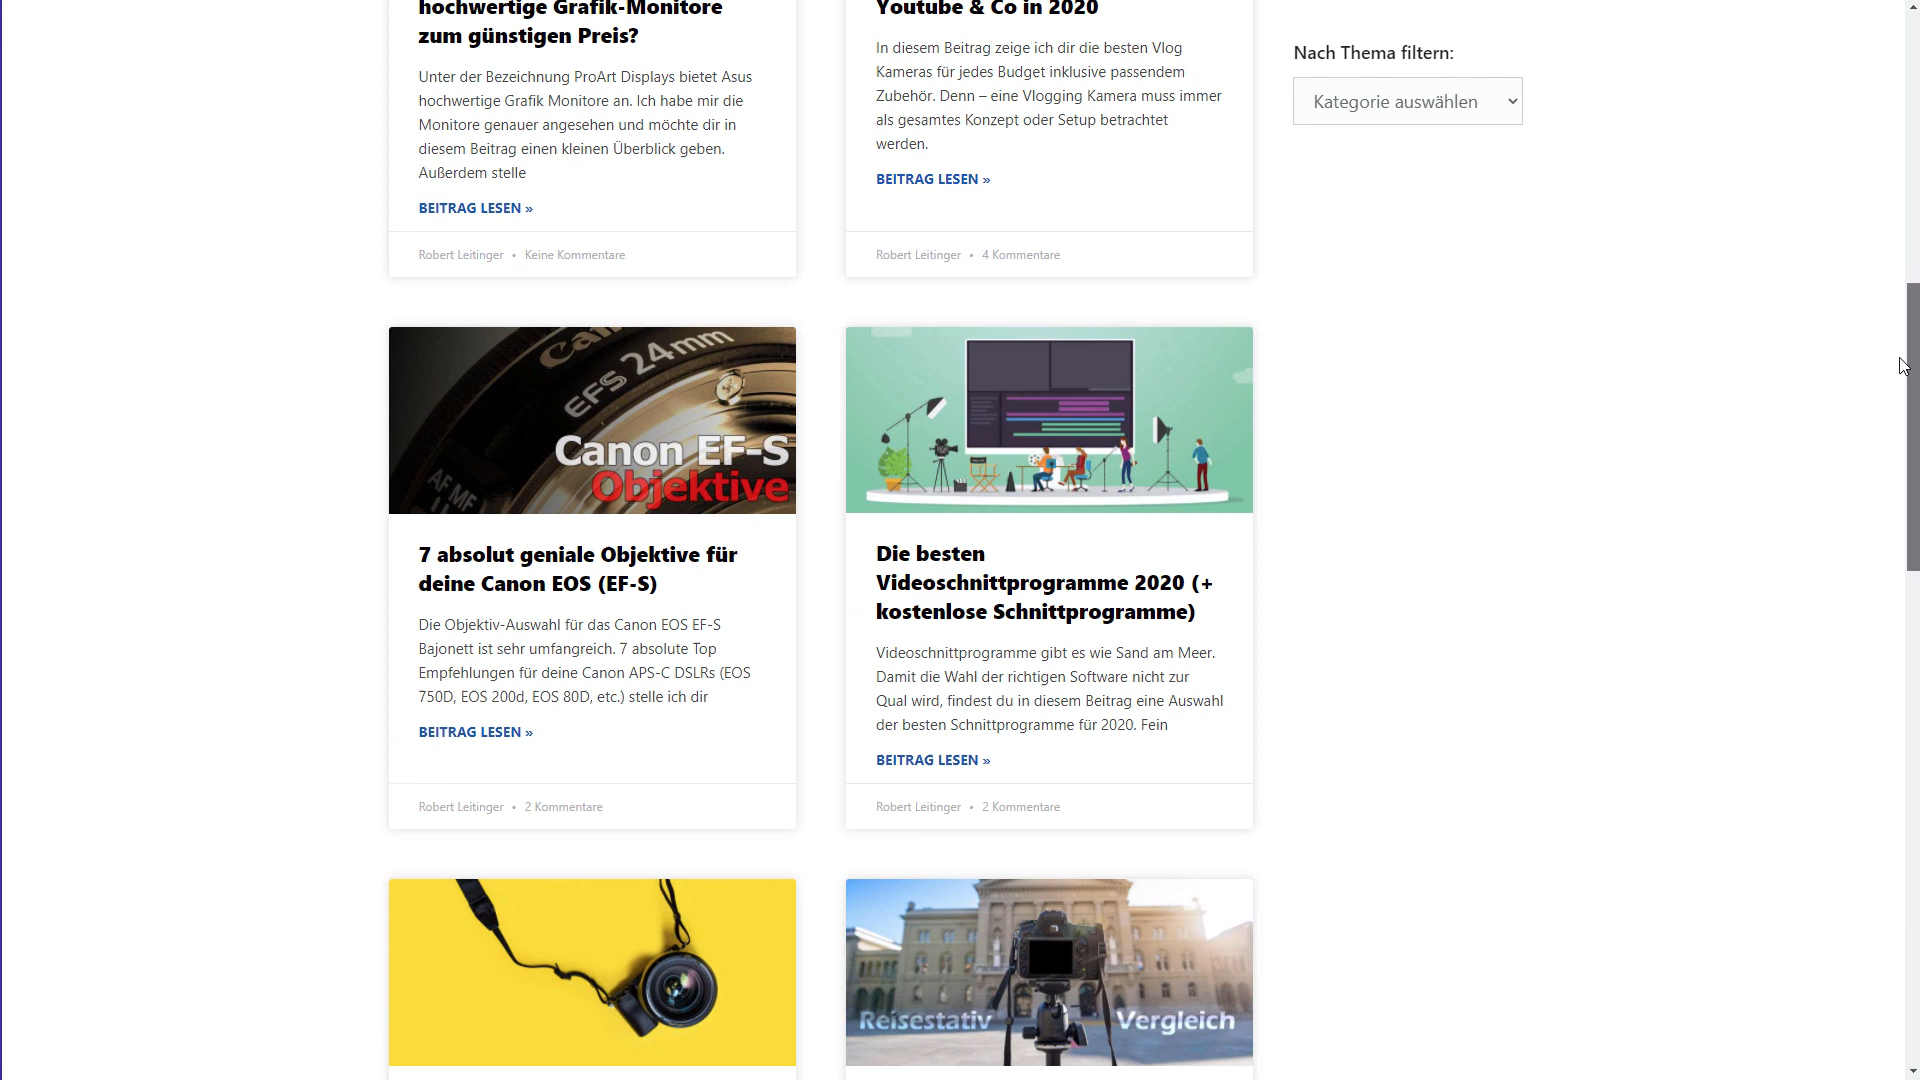 hochwertige Grafik-Monitore
zum günstigen Preis?
Unter der Bezeichnung ProArt Displays bietet Asus
hochwertige Grafik Monitore an. Ich habe mir die
Monitore genauer angesehen und möchte dir in
diesem Beitrag einen kleinen Überblick geben.
Außerdem stelle
BEITRAG LESEN »
Robert Leitinger • Keine Kommentare
Youtube & Co in 2020
In diesem Beitrag zeige ich dir die besten Vlog
Kameras für jedes Budget inklusive passendem
Zubehör. Denn – eine Vlogging Kamera muss immer
als gesamtes Konzept oder Setup betrachtet
werden.
BEITRAG LESEN »
Robert Leitinger • 4 Kommentare
Nach Thema filtern:
Kategorie auswählen
EFS 24mm
AF MF
Canon EF-S
Objektive
7 absolut geniale Objektive für
deine Canon EOS (EF-S)
Die Objektiv-Auswahl für das Canon EOS EF-S
Bajonett ist sehr umfangreich. 7 absolute Top
Empfehlungen für deine Canon APS-C DSLRs (EOS
750D, EOS 200d, EOS 80D, etc.) stelle ich dir
BEITRAG LESEN »
Robert Leitinger • 2 Kommentare
Die besten
Videoschnittprogramme 2020 (+
kostenlose Schnittprogramme)
Videoschnittprogramme gibt es wie Sand am Meer.
Damit die Wahl der richtigen Software nicht zur
Qual wird, findest du in diesem Beitrag eine Auswahl
der besten Schnittprogramme für 2020. Fein
BEITRAG LESEN »
Robert Leitinger • 2 Kommentare
Reisestativ Vergleich